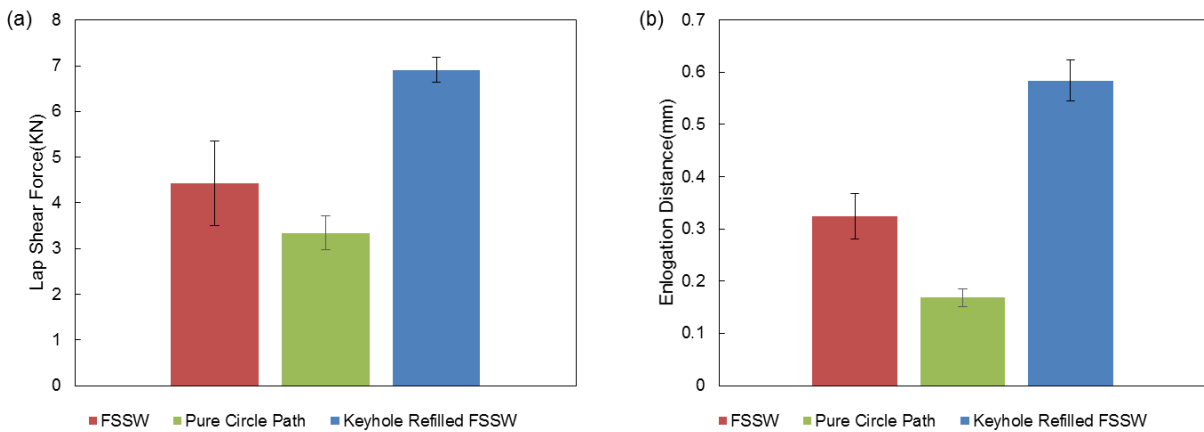 (a)
8
7
6
5
4
3
2
1
0
Lap Shear Force(KN)
FSSW Pure Circle Path Keyhole Refilled FSSW
(b)
0.7
0.6
0.5
0.4
0.3
0.2
0.1
0
Enlogation Distance(mm)
FSSW Pure Circle Path Keyhole Refilled FSSW